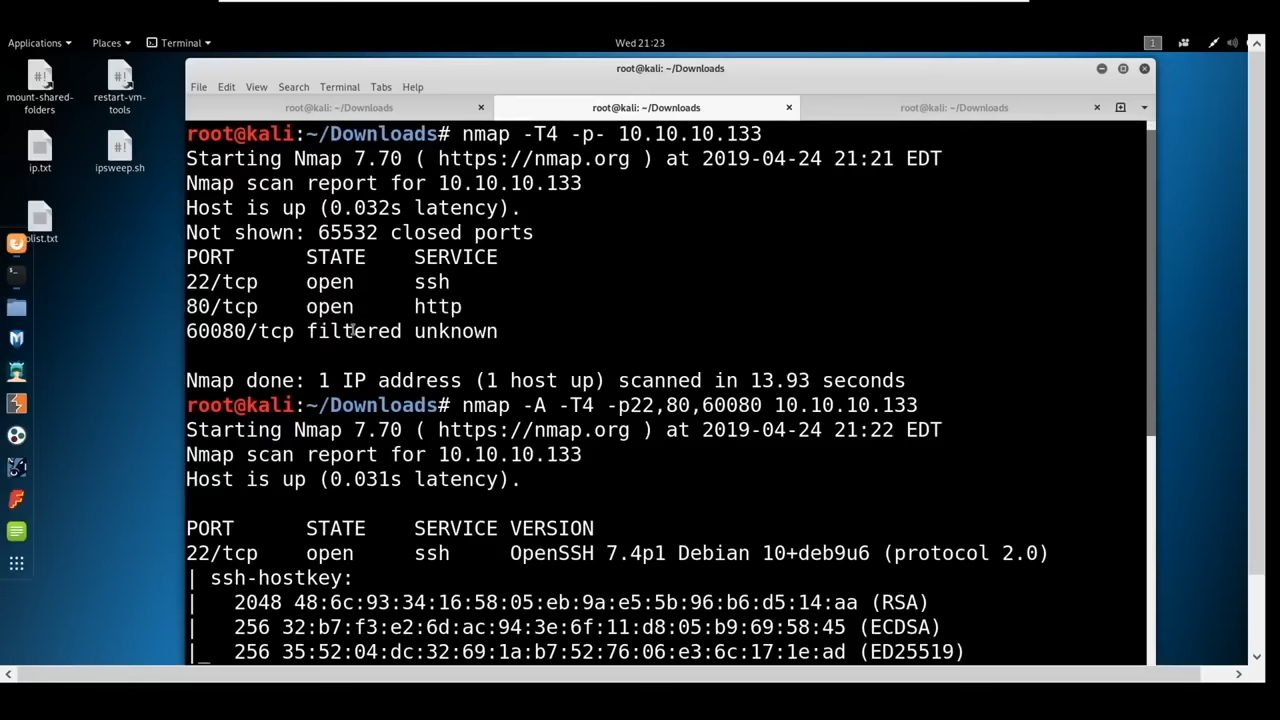 Applications Places Terminal Wed 21:23 1
root@kali: ~/Downloads
File Edit View Search Terminal Tabs Help
root@kali: ~/Downloads root@kali: ~/Downloads root@kali: ~/Downloads
mount-shared-folders
restart-vm-tools
ip.txt
ipsweep.sh
plist.txt
root@kali:~/Downloads# nmap -T4 -p- 10.10.10.133
Starting Nmap 7.70 ( https://nmap.org ) at 2019-04-24 21:21 EDT
Nmap scan report for 10.10.10.133
Host is up (0.032s latency).
Not shown: 65532 closed ports
PORT STATE SERVICE
22/tcp open ssh
80/tcp open http
60080/tcp filtered unknown
Nmap done: 1 IP address (1 host up) scanned in 13.93 seconds
root@kali:~/Downloads# nmap -A -T4 -p22,80,60080 10.10.10.133
Starting Nmap 7.70 ( https://nmap.org ) at 2019-04-24 21:22 EDT
Nmap scan report for 10.10.10.133
Host is up (0.031s latency).
PORT STATE SERVICE VERSION
22/tcp open ssh OpenSSH 7.4p1 Debian 10+deb9u6 (protocol 2.0)
| ssh-hostkey:
| 2048 48:6c:93:34:16:58:05:eb:9a:e5:5b:96:b6:d5:14:aa (RSA)
| 256 32:b7:f3:e2:6d:ac:94:3e:6f:11:d8:05:b9:69:58:45 (ECDSA)
|_ 256 35:52:04:dc:32:69:1a:b7:52:76:06:e3:6c:17:1e:ad (ED25519)